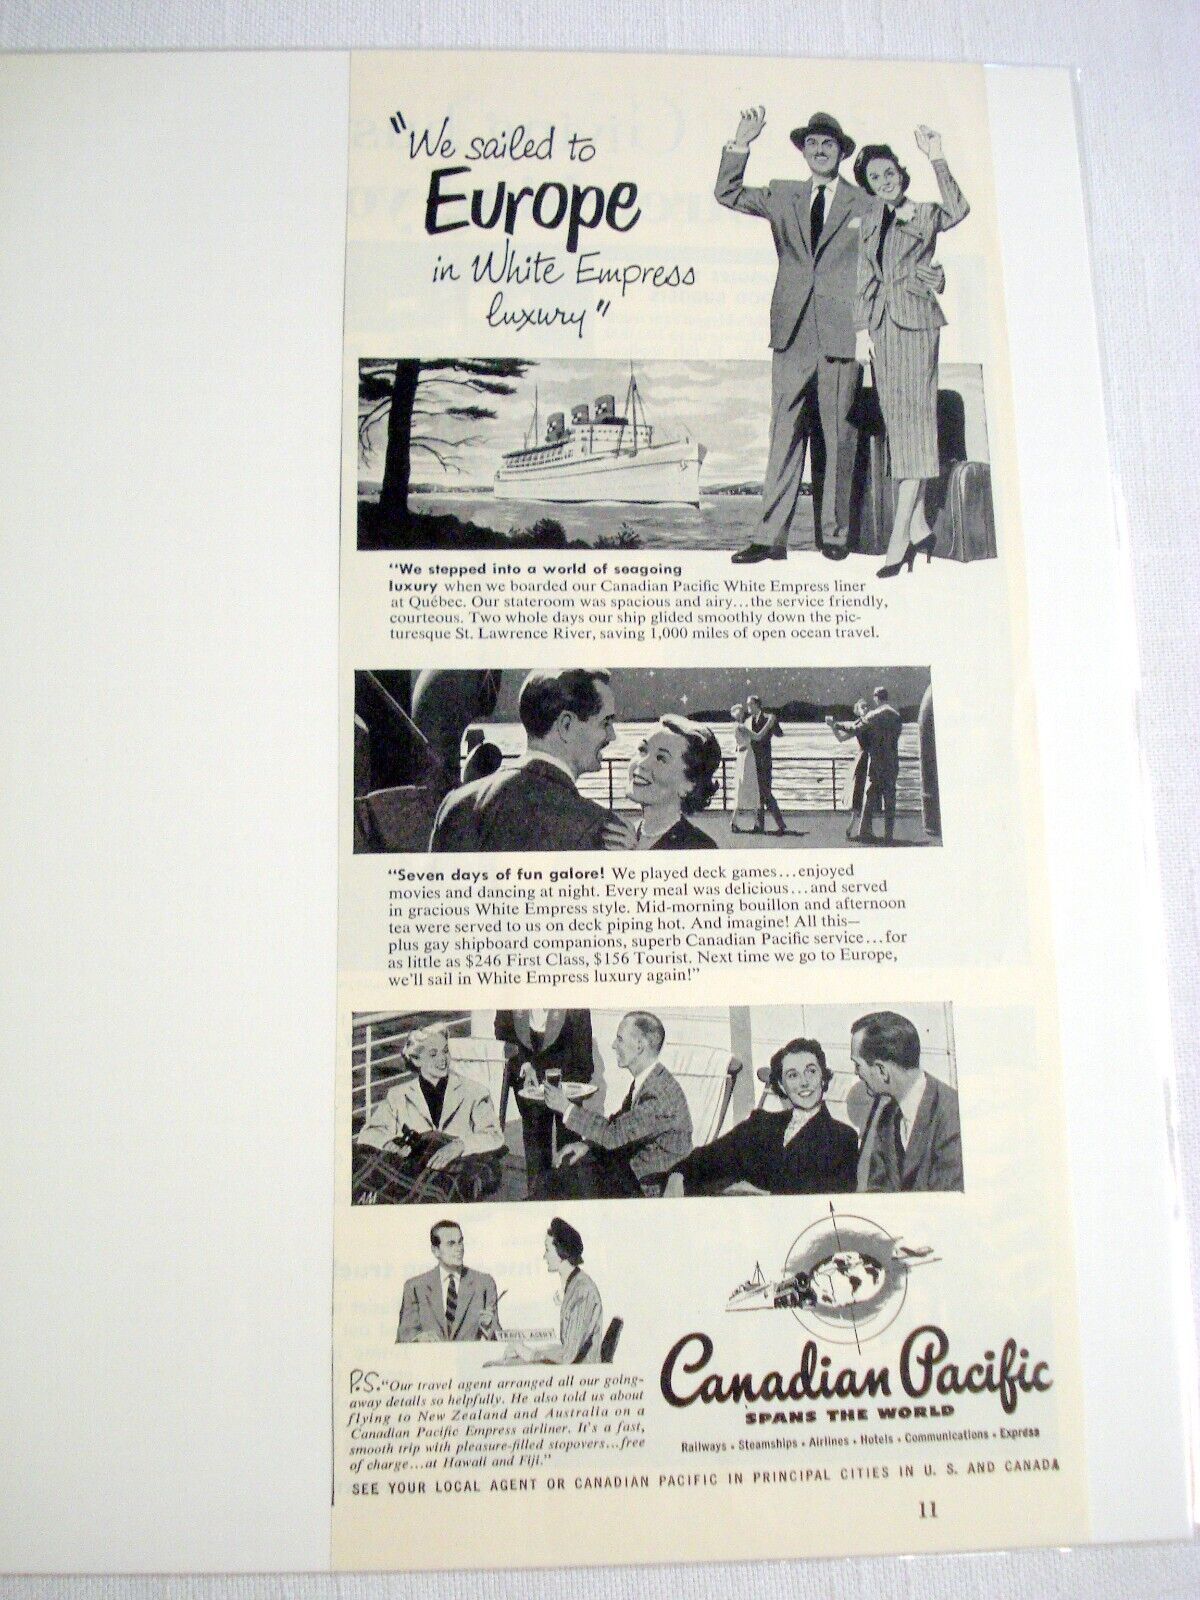 "We sailed to
Europe
in White Empress
luxury"
"We stepped into a world of seagoing
luxury when we boarded our Canadian Pacific White Empress liner
at Québec. Our stateroom was spacious and airy...the service friendly,
courteous. Two whole days our ship glided smoothly down the pic-
turesque St. Lawrence River, saving 1,000 miles of open ocean travel.
"Seven days of fun galore! We played deck games...enjoyed
movies and dancing at night. Every meal was delicious...and served
in gracious White Empress style. Mid-morning bouillon and afternoon
tea were served to us on deck piping hot. And imagine! All this—
plus gay shipboard companions, superb Canadian Pacific service...for
as little as $246 First Class, $156 Tourist. Next time we go to Europe,
we'll sail in White Empress luxury again!"
AM
TRAVEL AGENT
P.S. "Our travel agent arranged all our going-
away details so helpfully. He also told us about
flying to New Zealand and Australia on a
Canadian Pacific Empress airliner. It's a fast,
smooth trip with pleasure-filled stopovers...free
of charge...at Hawaii and Fiji."
Canadian Pacific
SPANS THE WORLD
Railways • Steamships • Airlines • Hotels • Communications • Express
SEE YOUR LOCAL AGENT OR CANADIAN PACIFIC IN PRINCIPAL CITIES IN U. S. AND CANADA
11